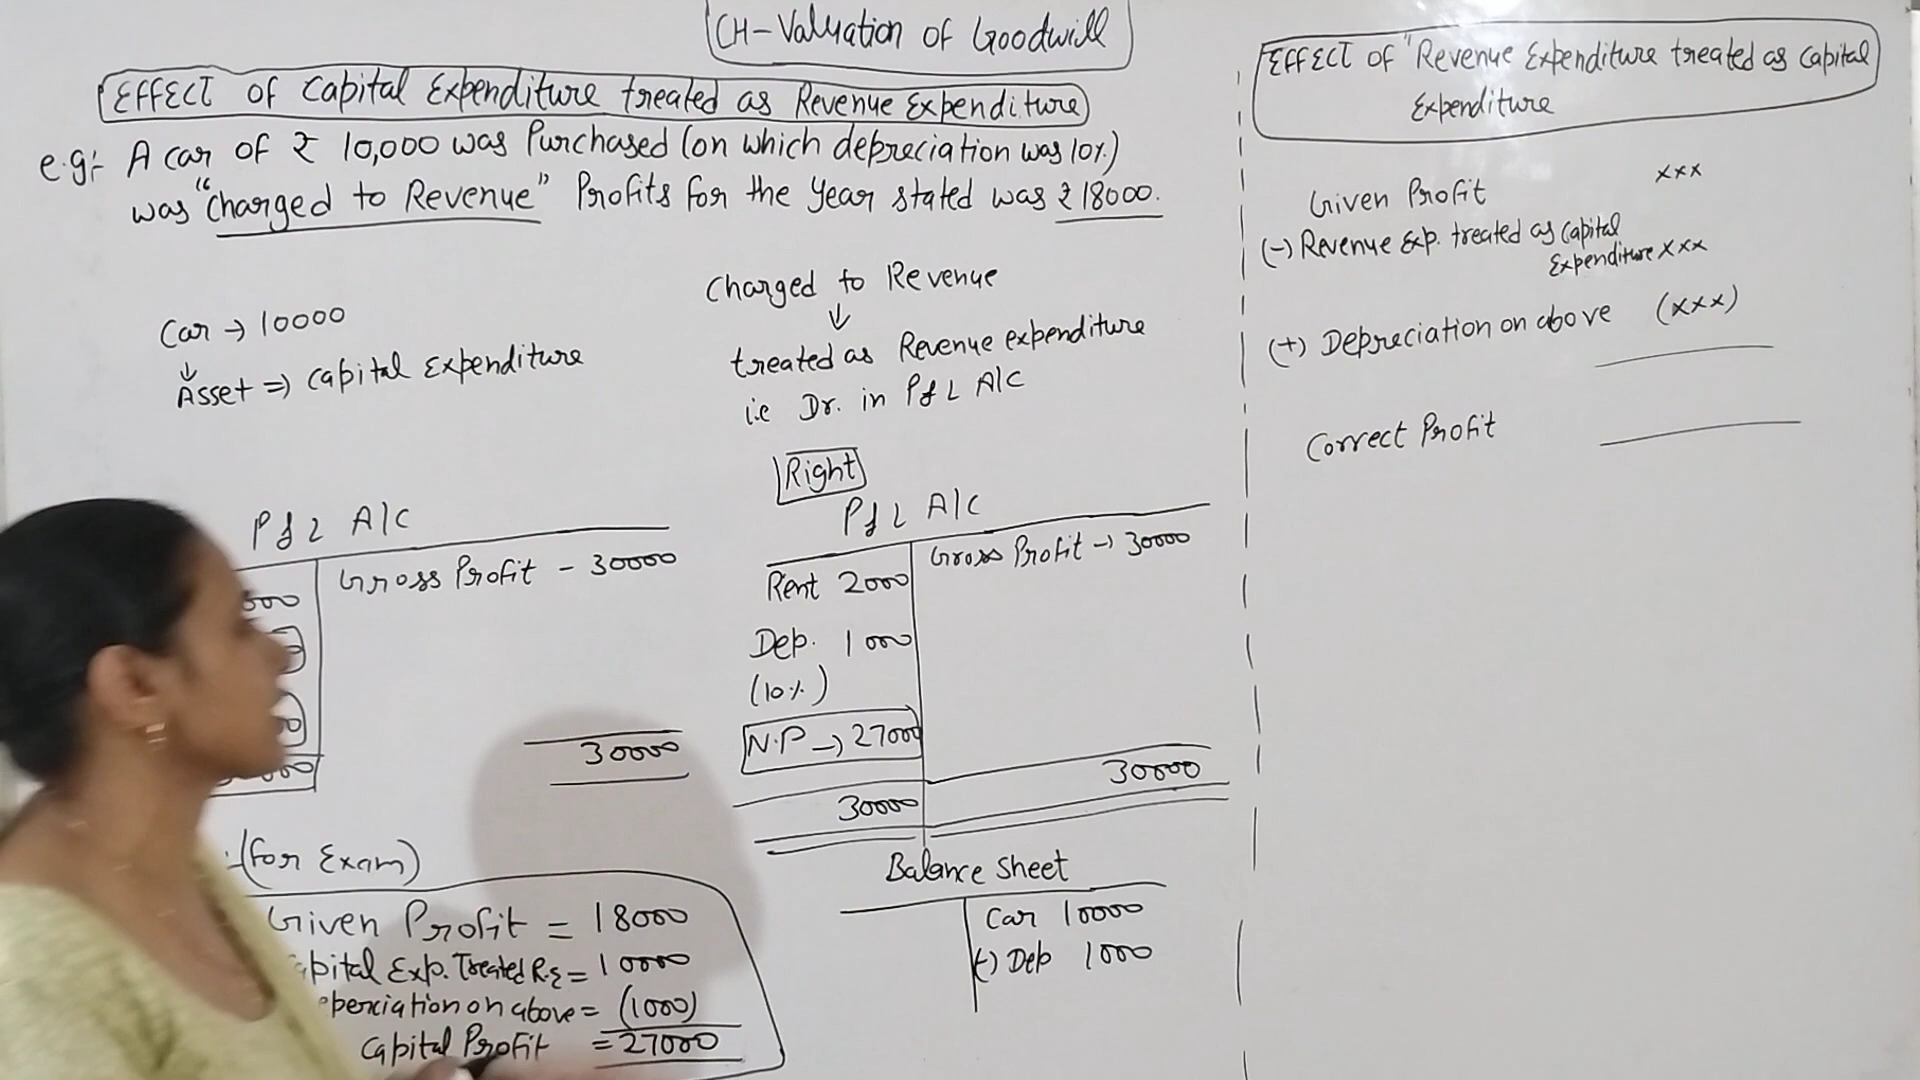 CH-Valuation of Goodwill
EFFECT of Capital Expenditure treated as Revenue Expenditure
e.g:- A car of ₹ 10,000 was Purchased (on which depreciation was 10%)
was "charged to Revenue" Profits for the Year stated was ₹18000.
Car → 10000
↓
Asset ⇒ Capital Expenditure
Charged to Revenue
↓
treated as Revenue expenditure
i.e Dr. in P&L A/C
P&L A/C
Gross Profit - 30000
30000
Right
P&L A/C
Rent 2000
Gross Profit → 30000
Dep. 1000
(10%)
N.P → 27000
30000
30000
Balance Sheet
Car 10000
(-) Dep 1000
(for Exam)
Given Profit = 18000
Exp. Treated R.E = 10000
on above = (1000)
Capital Profit = 27000
EFFECT of "Revenue Expenditure treated as Capital
Expenditure
Given Profit xxx
(-) Revenue Exp. treated as Capital
Expenditure xxx
(+) Depreciation on above (xxx)
Correct Profit